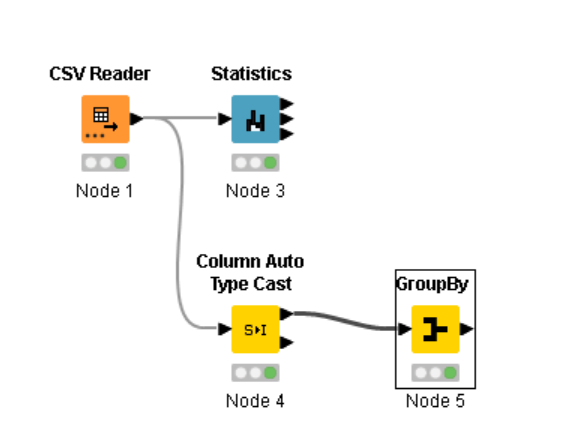 CSV Reader
Statistics
Node 1
Node 3
Column Auto
Type Cast
GroupBy
S▸I
Node 4
Node 5